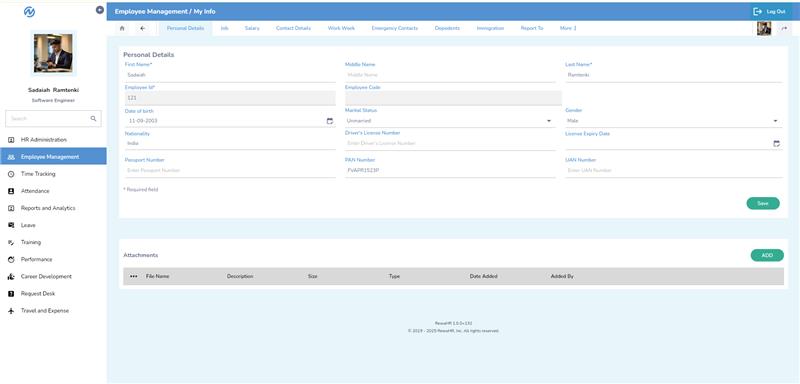 Employee Management / My Info
Log Out
Personal Details
Job
Salary
Contact Details
Work Week
Emergency Contacts
Depedents
Immigration
Report To
More
Sadaiah Ramtenki
Software Engineer
Search
HR Administration
Employee Management
Time Tracking
Attendance
Reports and Analytics
Leave
Training
Performance
Career Development
Request Desk
Travel and Expense
Personal Details
First Name*
Middle Name
Last Name*
Sadaiah
Middle Name
Ramtenki
Employee Id*
Employee Code
121
Date of birth
Marital Status
Gender
11-09-2003
Unmarried
Male
Nationality
Driver's License Number
License Expiry Date
India
Enter Driver's License Number
Passport Number
PAN Number
UAN Number
Enter Passport Number
FVAPR1523P
Enter UAN Number
* Required field
Save
Attachments
ADD
File Name
Description
Size
Type
Date Added
Added By
RewaHR 1.0.0+131
© 2019 - 2025 RewaHR, Inc. All rights reserved.